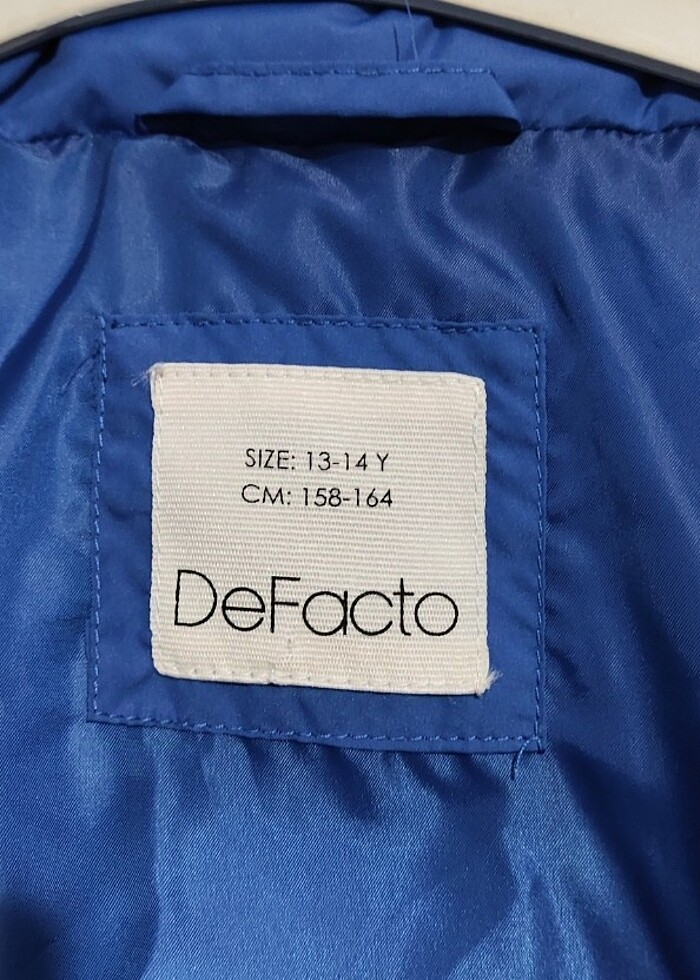 SIZE: 13-14 Y
CM: 158-164
DeFacto